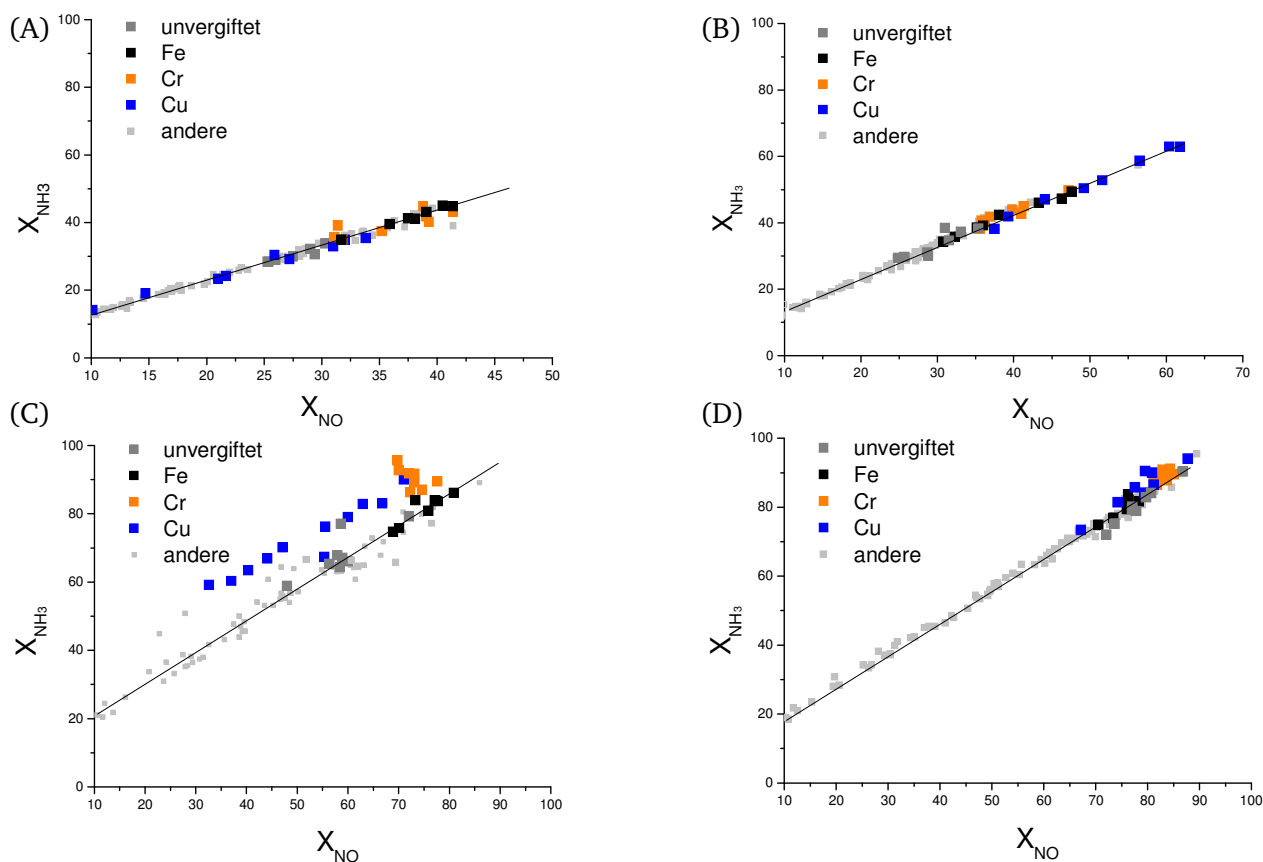 (A)
unvergiftet
Fe
Cr
Cu
andere
100
80
60
40
20
0
X_NH3
10 15 20 25 30 35 40 45 50
X_NO
(B)
unvergiftet
Fe
Cr
Cu
andere
100
80
60
40
20
0
X_NH₃
10 20 30 40 50 60 70
X_NO
(C)
unvergiftet
Fe
Cr
Cu
andere
100
80
60
40
20
0
X_NH₃
10 20 30 40 50 60 70 80 90 100
X_NO
(D)
unvergiftet
Fe
Cr
Cu
andere
100
80
60
40
20
0
X_NH₃
10 20 30 40 50 60 70 80 90 100
X_NO